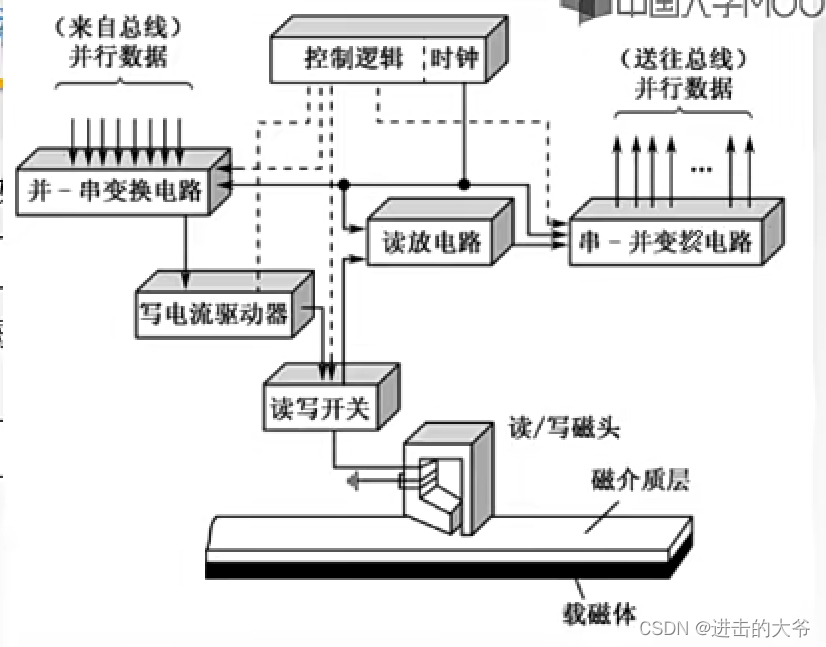 中国大学MOO
（来自总线）
并行数据
控制逻辑 时钟
（送往总线）
并行数据
并－串变换电路
读放电路
串－并变换电路
写电流驱动器
读写开关
读/写磁头
磁介质层
载磁体
CSDN @进击的大爷